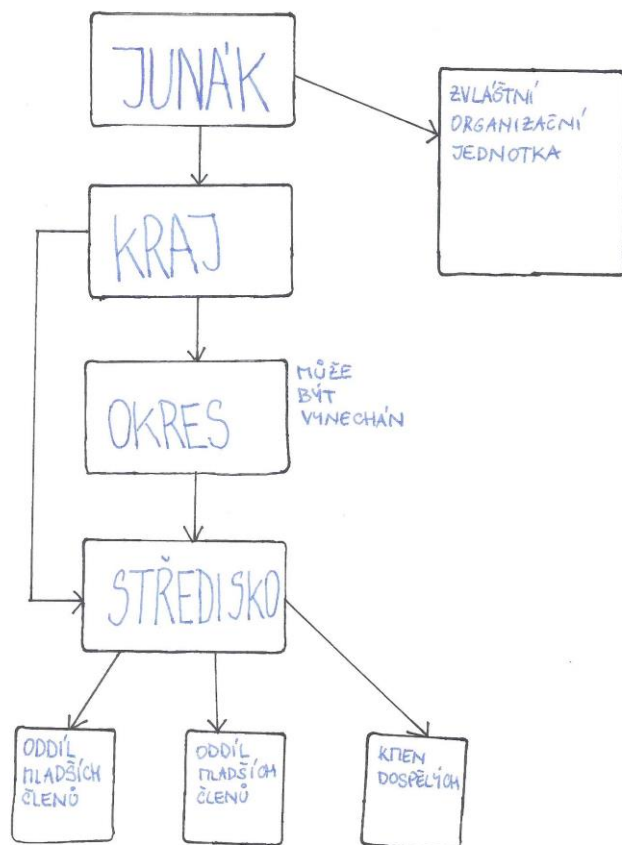 JUNÁK
ZVLÁŠTNÍ
ORGANIZAČNÍ
JEDNOTKA
KRAJ
OKRES
MŮŽE
BÝT
VYNECHÁN
STŘEDISKO
ODDÍL
MLADŠÍCH
ČLENŮ
ODDÍL
MLADŠÍCH
ČLENŮ
KMEN
DOSPĚLÝCH